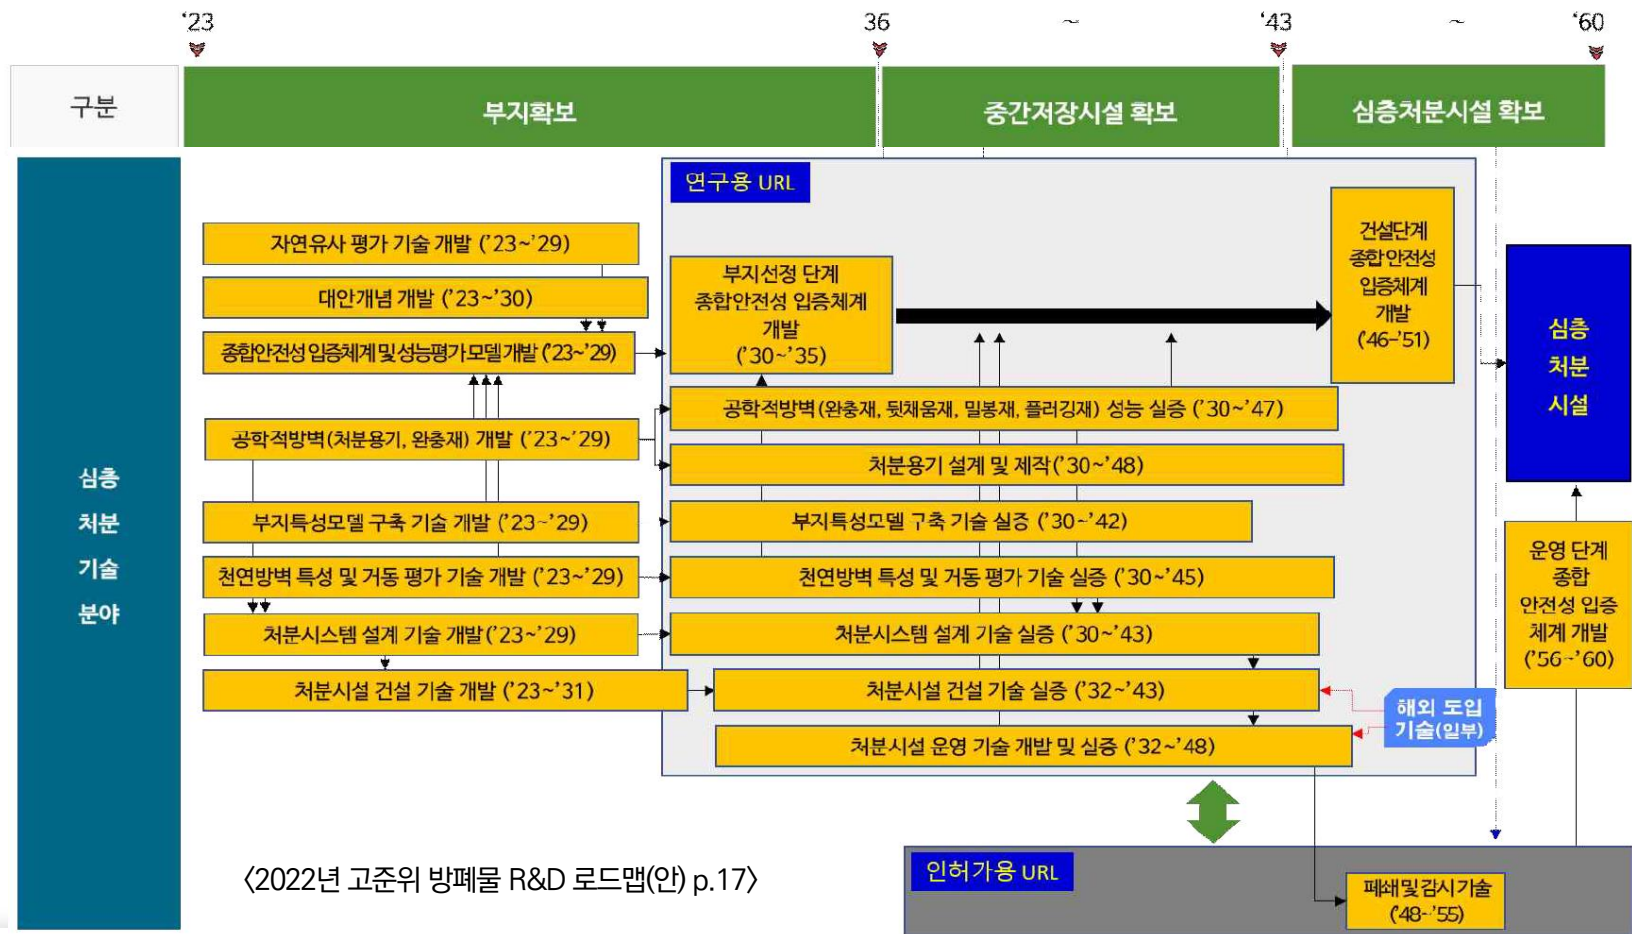 ‘23
36
~
‘43
~
‘60
구분
부지확보
중간저장시설 확보
심층처분시설 확보
연구용 URL
심층
처분
기술
분야
자연유사 평가 기술 개발 (’23~’29)
대안개념 개발 (’23~’30)
종합안전성 입증체계 및 성능평가 모델 개발 (’23~’29)
공학적방벽(처분용기, 완충재) 개발 (’23~’29)
부지특성모델 구축 기술 개발 (’23~’29)
천연방벽 특성 및 거동 평가 기술 개발 (’23~’29)
처분시스템 설계 기술 개발(’23~’29)
처분시설 건설 기술 개발 (’23~’31)
부지선정 단계
종합안전성 입증체계
개발
(’30~’35)
공학적방벽(완충재, 뒷채움재, 밀봉재, 플러깅재) 성능 실증 (’30~’47)
처분용기 설계 및 제작(’30~’48)
부지특성모델 구축 기술 실증 (’30~’42)
천연방벽 특성 및 거동 평가 기술 실증 (’30~’45)
처분시스템 설계 기술 실증 (’30~’43)
처분시설 건설 기술 실증 (’32~’43)
처분시설 운영 기술 개발 및 실증 (’32~’48)
건설단계
종합 안전성
입증체계
개발
(’46~’51)
심층
처분
시설
운영 단계
종합
안전성 입증
체계 개발
(’56~’60)
해외 도입
기술(일부)
인허가용 URL
폐쇄 및 감시 기술
(’48~’55)
〈2022년 고준위 방폐물 R&D 로드맵(안) p.17〉